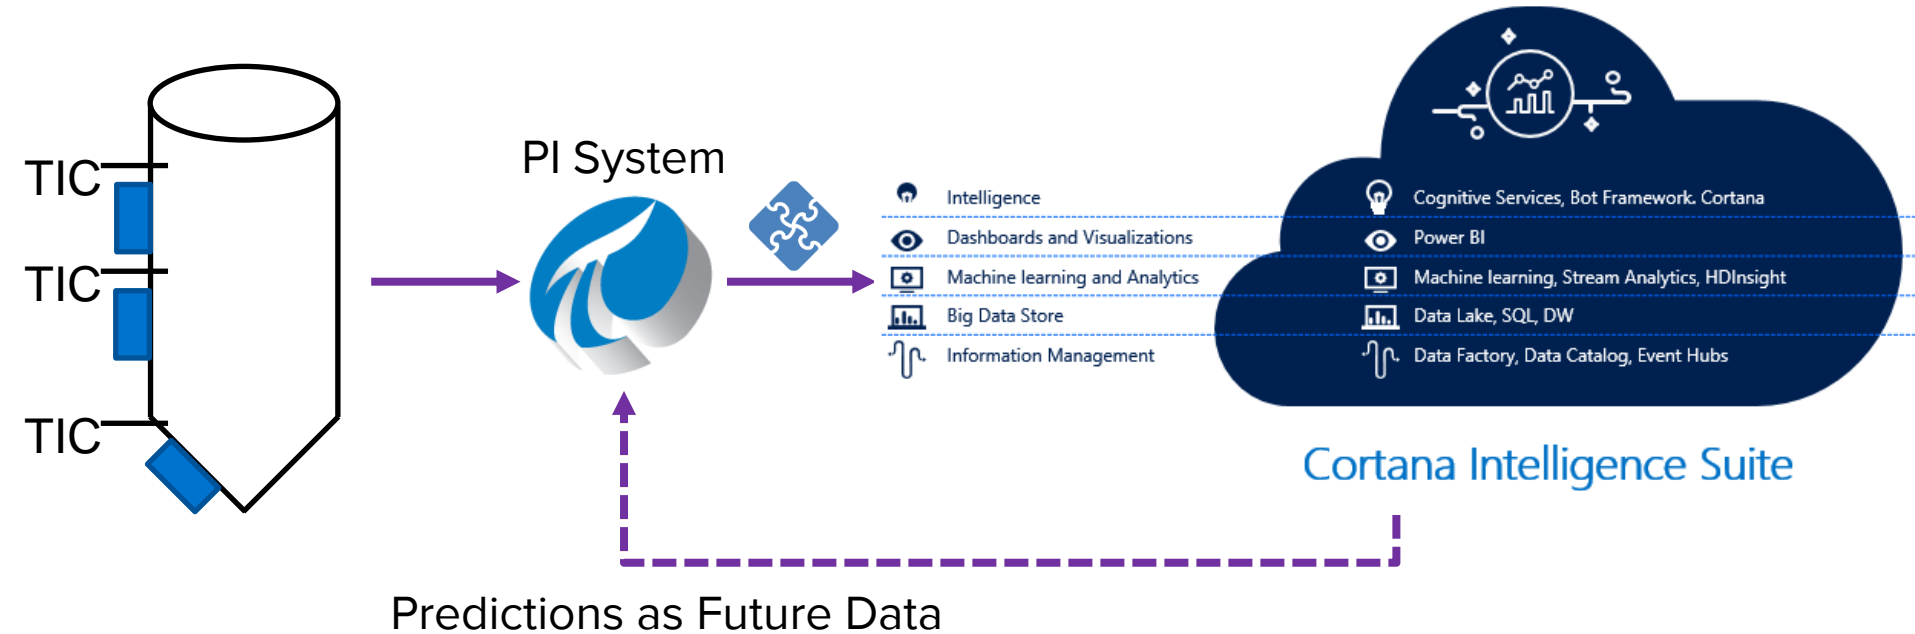 TIC
TIC
TIC
PI System
Intelligence
Dashboards and Visualizations
Machine learning and Analytics
Big Data Store
Information Management
Cognitive Services, Bot Framework. Cortana
Power BI
Machine learning, Stream Analytics, HDInsight
Data Lake, SQL, DW
Data Factory, Data Catalog, Event Hubs
Cortana Intelligence Suite
Predictions as Future Data